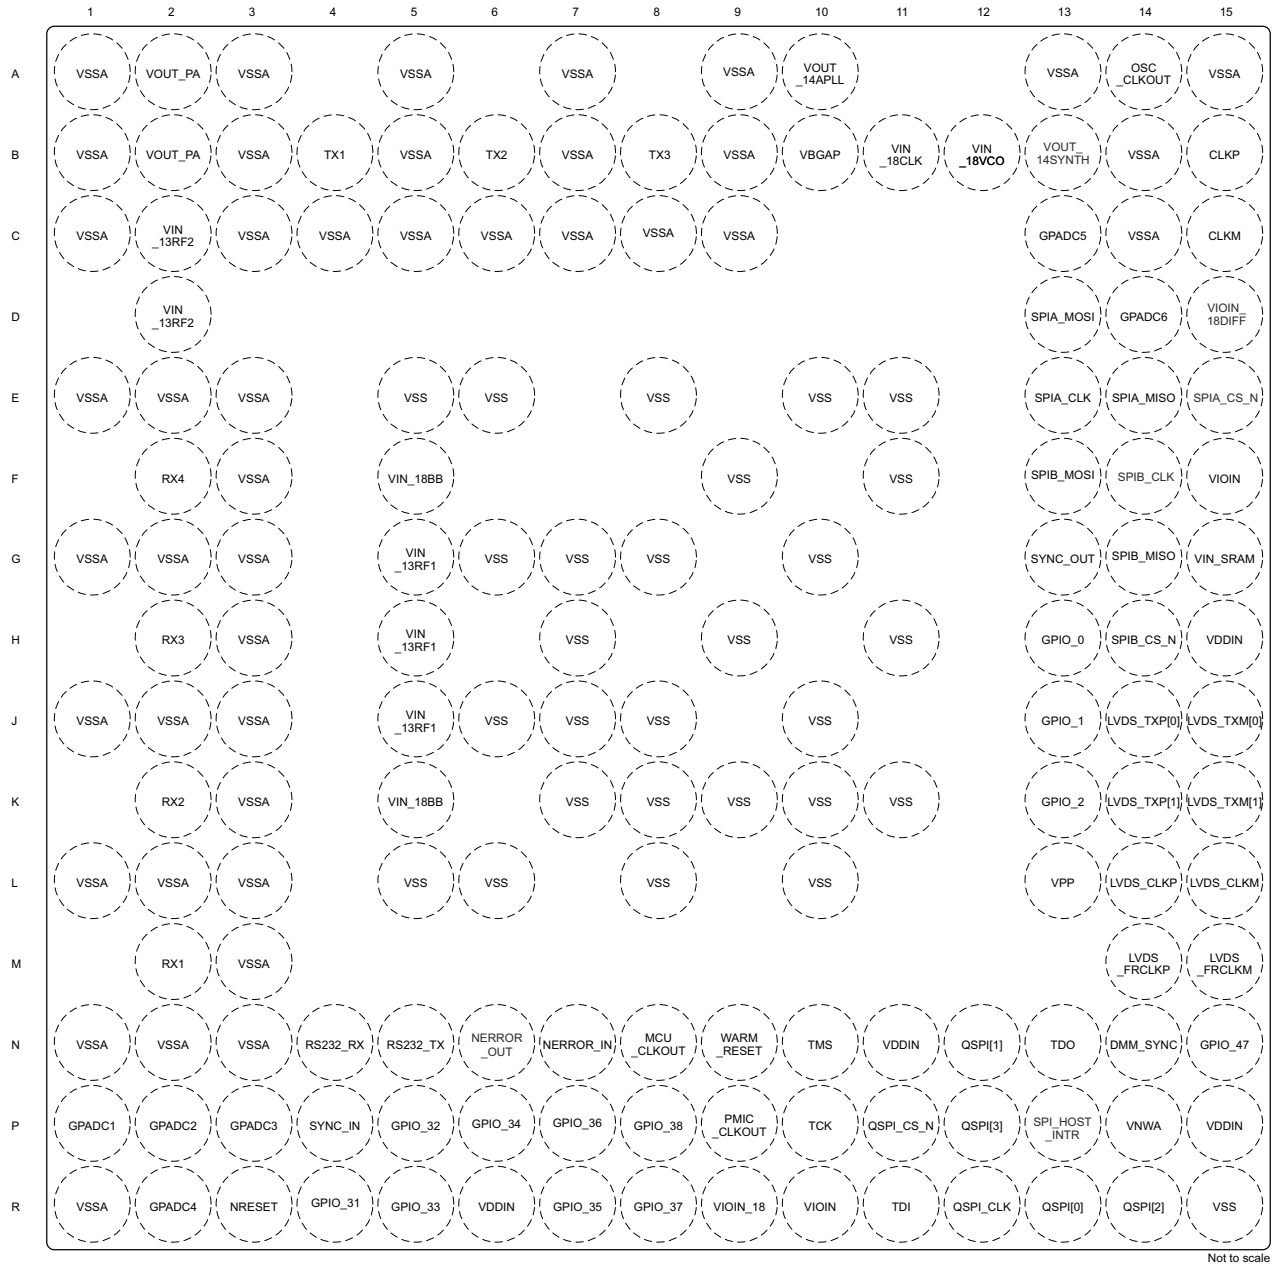 1 2 3 4 5 6 7 8 9 10 11 12 13 14 15
A VSSA VOUT_PA VSSA VSSA VSSA VSSA VOUT _14APLL VSSA OSC _CLKOUT VSSA
B VSSA VOUT_PA VSSA TX1 VSSA TX2 VSSA TX3 VSSA VBGAP VIN _18CLK VIN _18VCO VOUT_ 14SYNTH VSSA CLKP
C VSSA VIN _13RF2 VSSA VSSA VSSA VSSA VSSA VSSA VSSA GPADC5 VSSA CLKM
D VIN _13RF2 SPIA_MOSI GPADC6 VIOIN_ 18DIFF
E VSSA VSSA VSSA VSS VSS VSS VSS VSS SPIA_CLK SPIA_MISO SPIA_CS_N
F RX4 VSSA VIN_18BB VSS VSS SPIB_MOSI SPIB_CLK VIOIN
G VSSA VSSA VSSA VIN _13RF1 VSS VSS VSS VSS SYNC_OUT SPIB_MISO VIN_SRAM
H RX3 VSSA VIN _13RF1 VSS VSS VSS GPIO_0 SPIB_CS_N VDDIN
J VSSA VSSA VSSA VIN _13RF1 VSS VSS VSS VSS GPIO_1 LVDS_TXP[0] LVDS_TXM[0]
K RX2 VSSA VIN_18BB VSS VSS VSS VSS VSS GPIO_2 LVDS_TXP[1] LVDS_TXM[1]
L VSSA VSSA VSSA VSS VSS VSS VSS VPP LVDS_CLKP LVDS_CLKM
M RX1 VSSA LVDS _FRCLKP LVDS _FRCLKM
N VSSA VSSA VSSA RS232_RX RS232_TX NERROR _OUT NERROR_IN MCU _CLKOUT WARM _RESET TMS VDDIN QSPI[1] TDO DMM_SYNC GPIO_47
P GPADC1 GPADC2 GPADC3 SYNC_IN GPIO_32 GPIO_34 GPIO_36 GPIO_38 PMIC _CLKOUT TCK QSPI_CS_N QSPI[3] SPI_HOST _INTR VNWA VDDIN
R VSSA GPADC4 NRESET GPIO_31 GPIO_33 VDDIN GPIO_35 GPIO_37 VIOIN_18 VIOIN TDI QSPI_CLK QSPI[0] QSPI[2] VSS
Not to scale